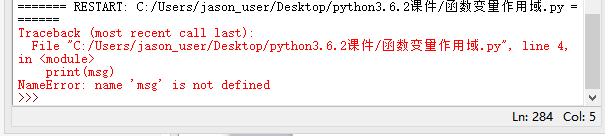 ======= RESTART: C:/Users/jason_user/Desktop/python3.6.2课件/函数变量作用域.py =
======
Traceback (most recent call last):
  File "C:/Users/jason_user/Desktop/python3.6.2课件/函数变量作用域.py", line 4,
in <module>
    print(msg)
NameError: name 'msg' is not defined
>>>
Ln: 284  Col: 5